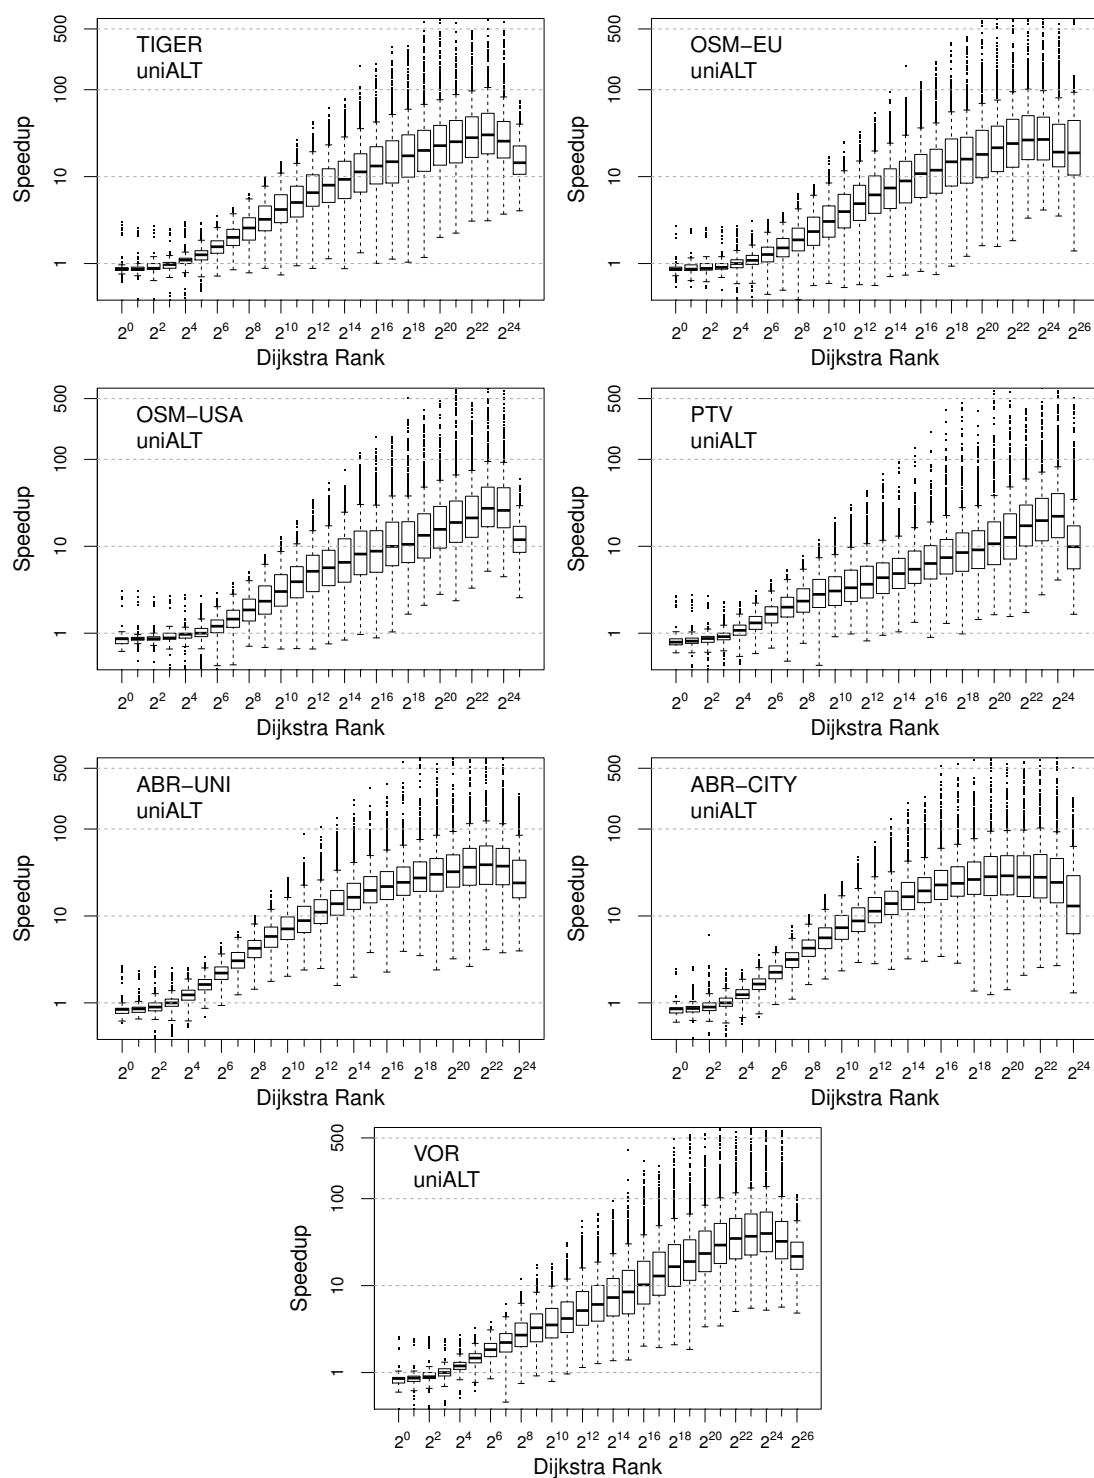 TIGER
uniALT
Speedup
500
100
10
1
2^0 2^2 2^4 2^6 2^8 2^10 2^12 2^14 2^16 2^18 2^20 2^22 2^24
Dijkstra Rank
OSM−EU
uniALT
Speedup
500
100
10
1
2^0 2^2 2^4 2^6 2^8 2^10 2^12 2^14 2^16 2^18 2^20 2^22 2^24 2^26
Dijkstra Rank
OSM−USA
uniALT
Speedup
500
100
10
1
2^0 2^2 2^4 2^6 2^8 2^10 2^12 2^14 2^16 2^18 2^20 2^22 2^24
Dijkstra Rank
PTV
uniALT
Speedup
500
100
10
1
2^0 2^2 2^4 2^6 2^8 2^10 2^12 2^14 2^16 2^18 2^20 2^22 2^24
Dijkstra Rank
ABR−UNI
uniALT
Speedup
500
100
10
1
2^0 2^2 2^4 2^6 2^8 2^10 2^12 2^14 2^16 2^18 2^20 2^22 2^24
Dijkstra Rank
ABR−CITY
uniALT
Speedup
500
100
10
1
2^0 2^2 2^4 2^6 2^8 2^10 2^12 2^14 2^16 2^18 2^20 2^22 2^24
Dijkstra Rank
VOR
uniALT
Speedup
500
100
10
1
2^0 2^2 2^4 2^6 2^8 2^10 2^12 2^14 2^16 2^18 2^20 2^22 2^24 2^26
Dijkstra Rank